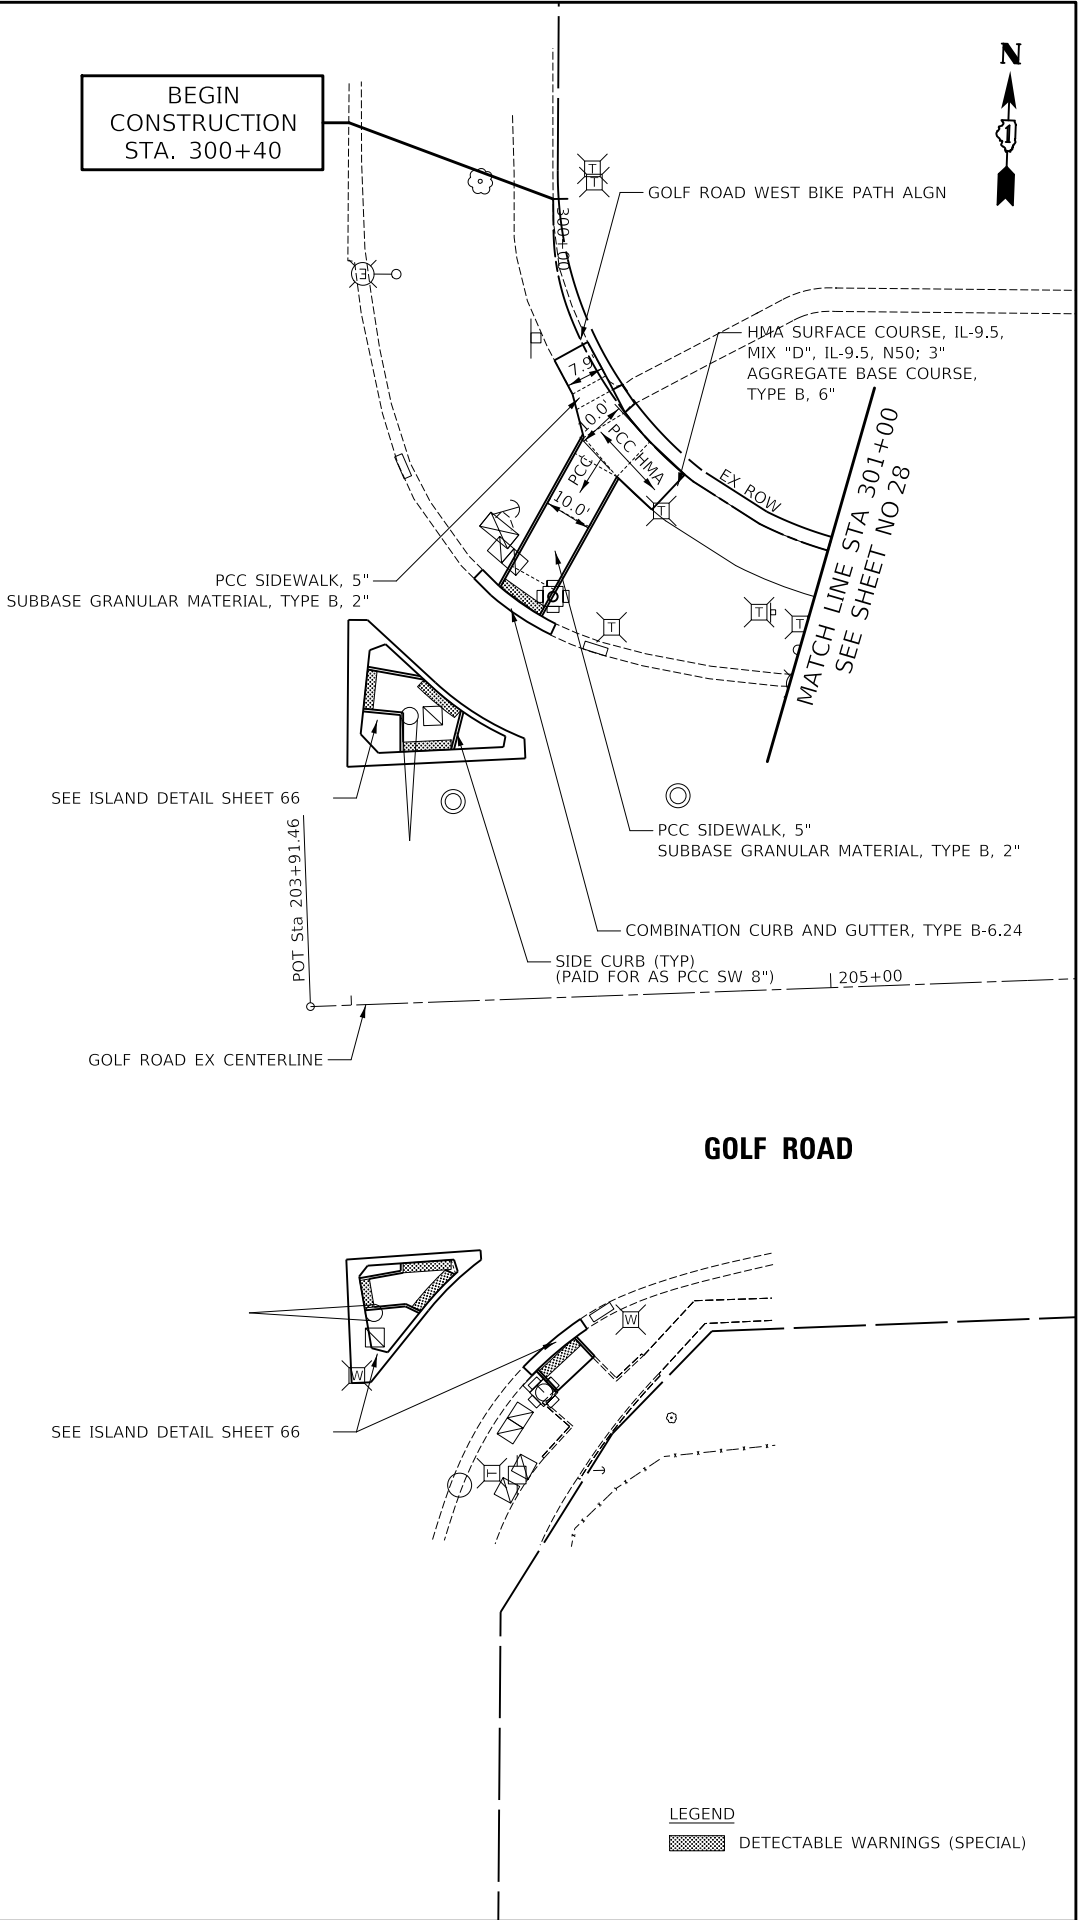 BEGIN
CONSTRUCTION
STA. 300+40
N
1
T
T
GOLF ROAD WEST BIKE PATH ALGN
300+00
E
HMA SURFACE COURSE, IL-9.5,
MIX "D", IL-9.5, N50; 3"
AGGREGATE BASE COURSE,
TYPE B, 6"
7.9'
10.0'
PCC HMA
PCC
10.0'
EX ROW
T
MATCH LINE STA 301+00
SEE SHEET NO 28
PCC SIDEWALK, 5"
SUBBASE GRANULAR MATERIAL, TYPE B, 2"
T
T
T
SEE ISLAND DETAIL SHEET 66
PCC SIDEWALK, 5"
SUBBASE GRANULAR MATERIAL, TYPE B, 2"
POT Sta 203+91.46
COMBINATION CURB AND GUTTER, TYPE B-6.24
SIDE CURB (TYP)
(PAID FOR AS PCC SW 8")
205+00
GOLF ROAD EX CENTERLINE
GOLF ROAD
W
W
SEE ISLAND DETAIL SHEET 66
T
LEGEND
DETECTABLE WARNINGS (SPECIAL)